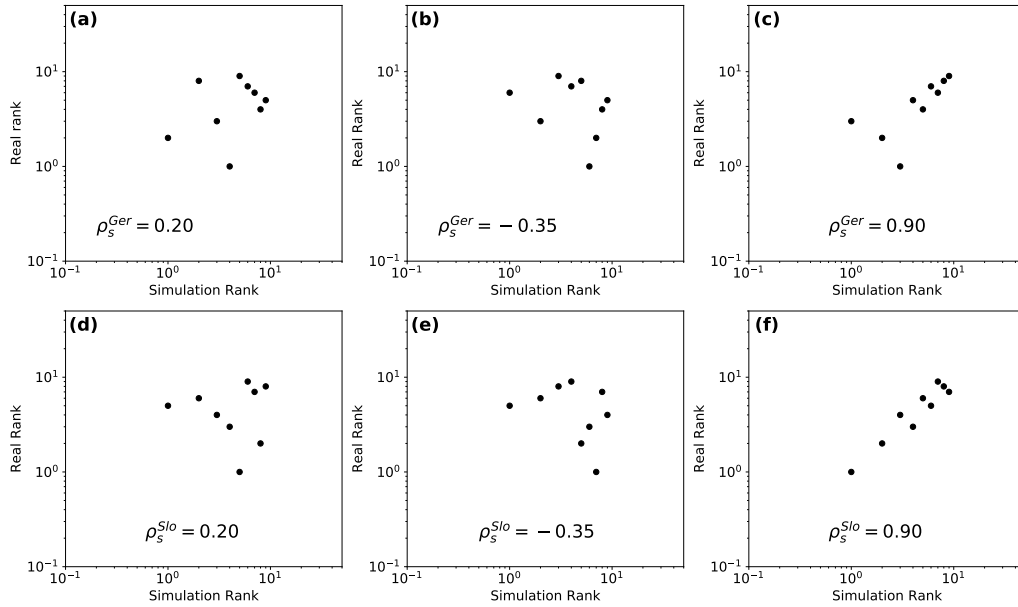 (a)
Real rank
10^1
10^0
10^-1
ρ_s^Ger = 0.20
10^-1 10^0 10^1
Simulation Rank
(b)
Real Rank
10^1
10^0
10^-1
ρ_s^Ger = −0.35
10^-1 10^0 10^1
Simulation Rank
(c)
Real Rank
10^1
10^0
10^-1
ρ_s^Ger = 0.90
10^-1 10^0 10^1
Simulation Rank
(d)
Real Rank
10^1
10^0
10^-1
ρ_s^Slo = 0.20
10^-1 10^0 10^1
Simulation Rank
(e)
Real Rank
10^1
10^0
10^-1
ρ_s^Slo = −0.35
10^-1 10^0 10^1
Simulation Rank
(f)
Real Rank
10^1
10^0
10^-1
ρ_s^Slo = 0.90
10^-1 10^0 10^1
Simulation Rank